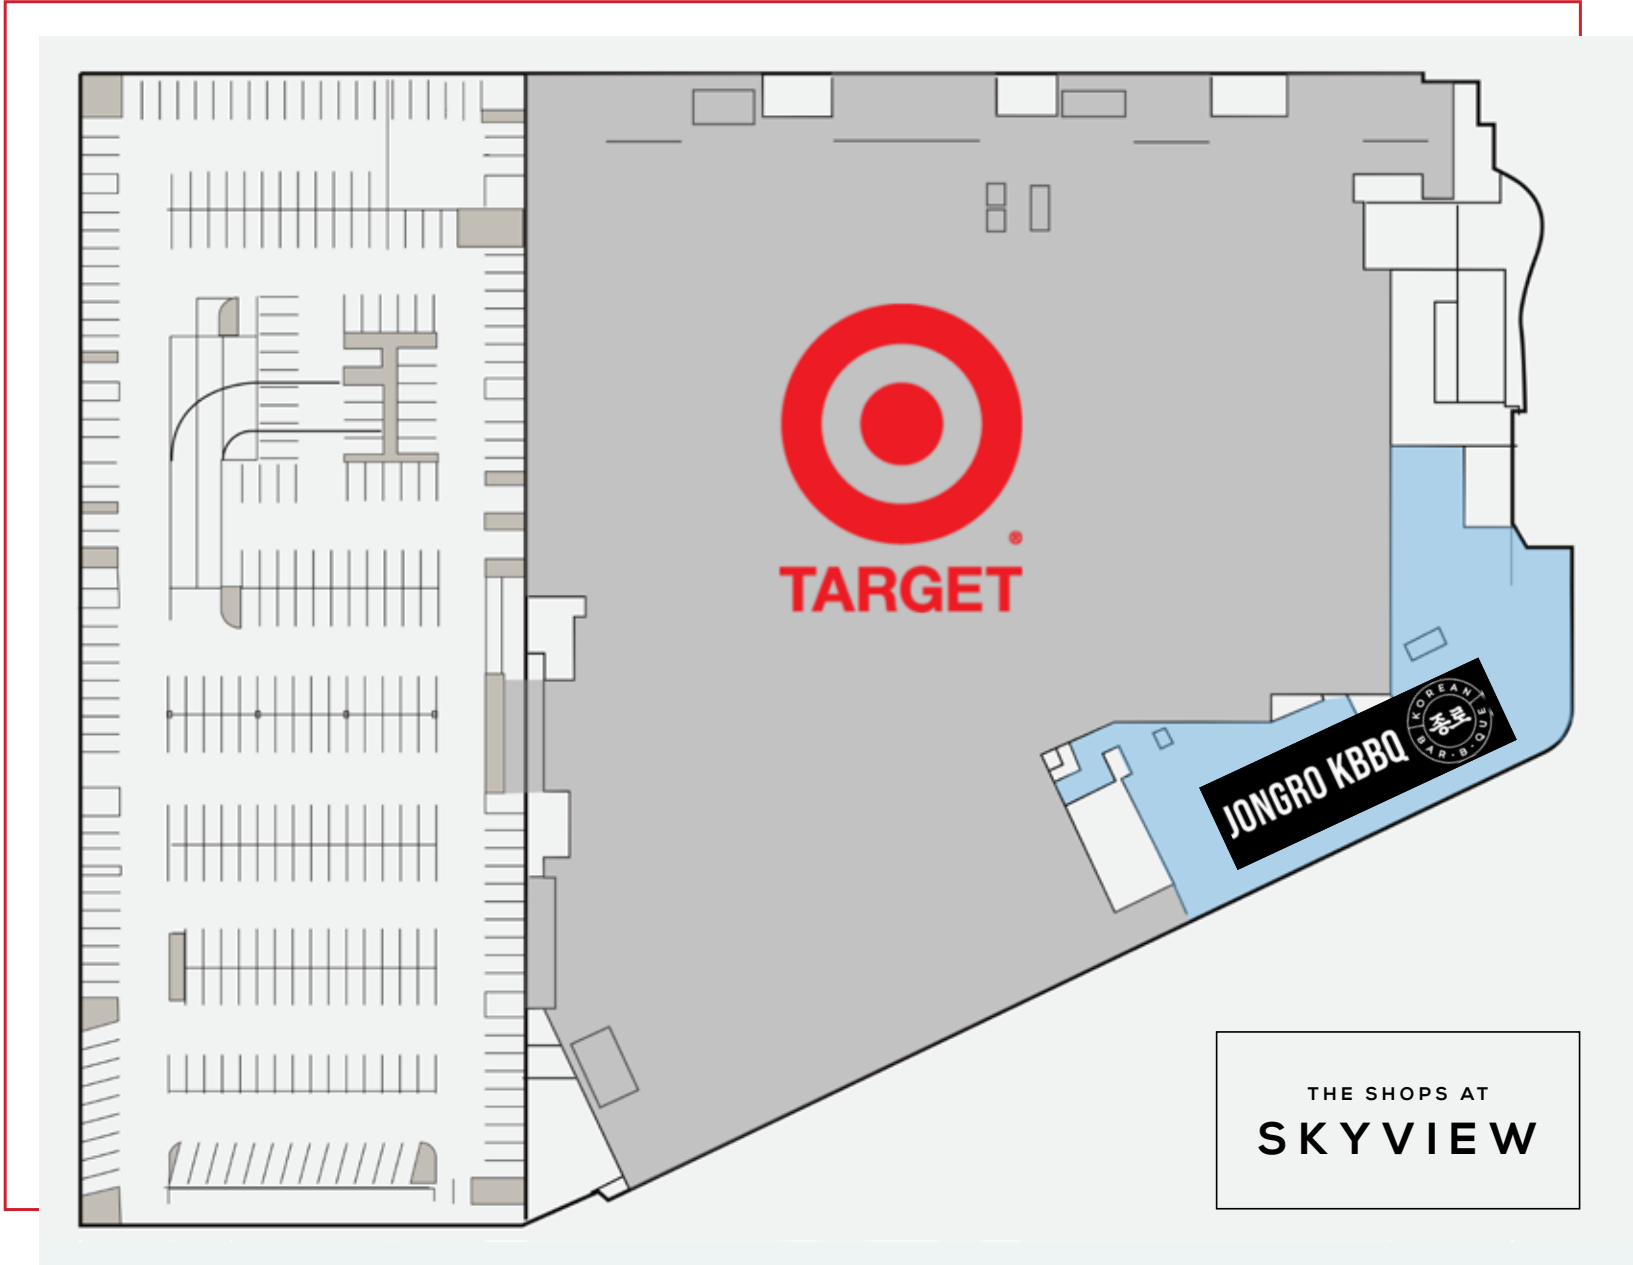 ®
TARGET
JONGRO KBBQ
KOREAN
종로
BAR·B·QUE
THE SHOPS AT
SKYVIEW